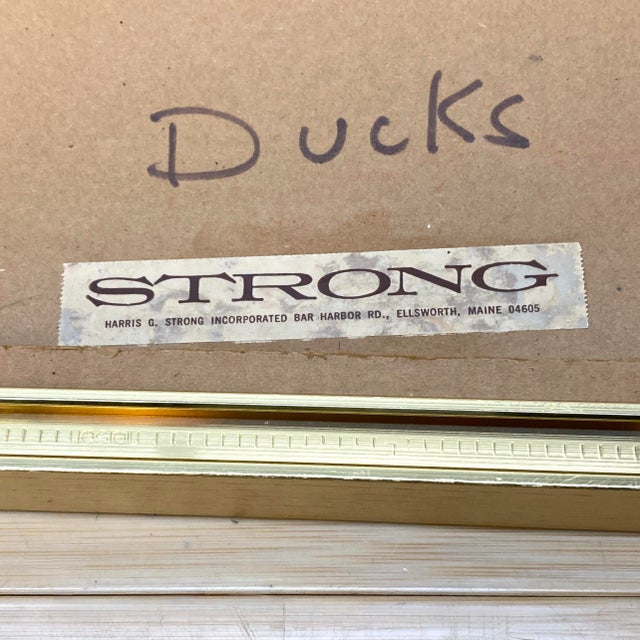 Ducks
STRONG
HARRIS G. STRONG INCORPORATED BAR HARBOR RD., ELLSWORTH, MAINE 04605